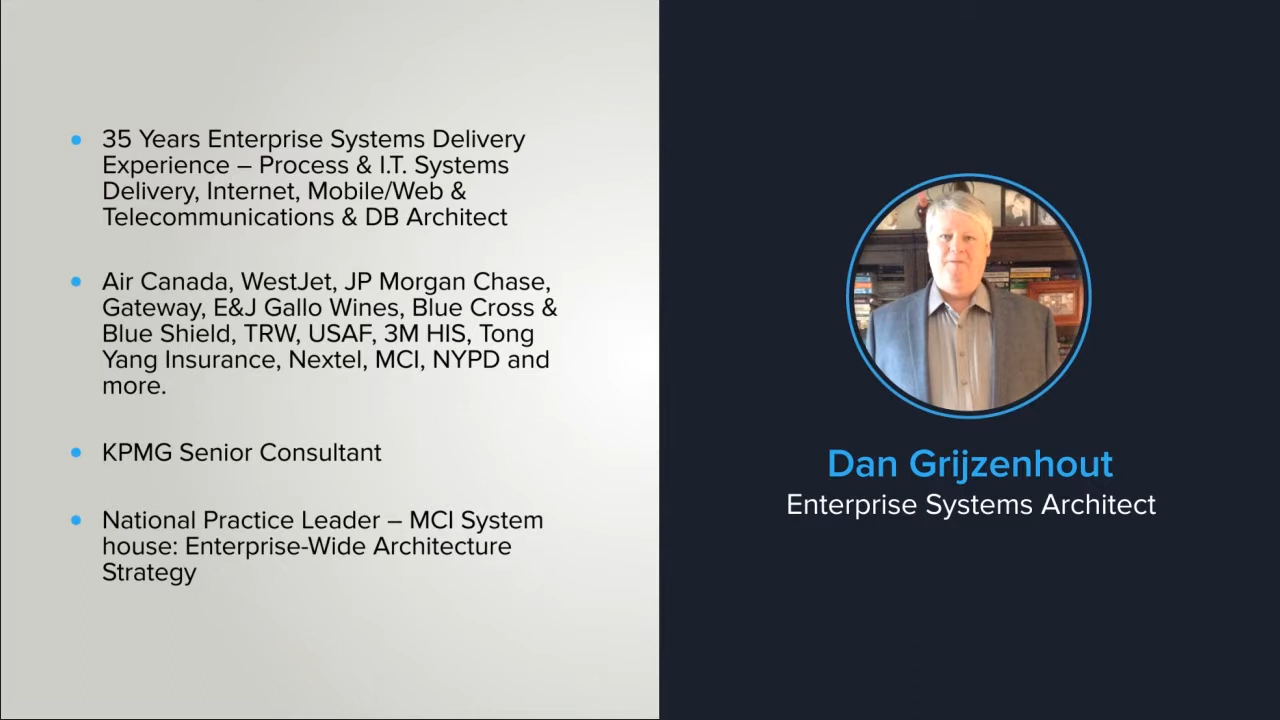 35 Years Enterprise Systems Delivery
Experience – Process & I.T. Systems
Delivery, Internet, Mobile/Web &
Telecommunications & DB Architect
Air Canada, WestJet, JP Morgan Chase,
Gateway, E&J Gallo Wines, Blue Cross &
Blue Shield, TRW, USAF, 3M HIS, Tong
Yang Insurance, Nextel, MCI, NYPD and
more.
KPMG Senior Consultant
National Practice Leader – MCI System
house: Enterprise-Wide Architecture
Strategy
Dan Grijzenhout
Enterprise Systems Architect